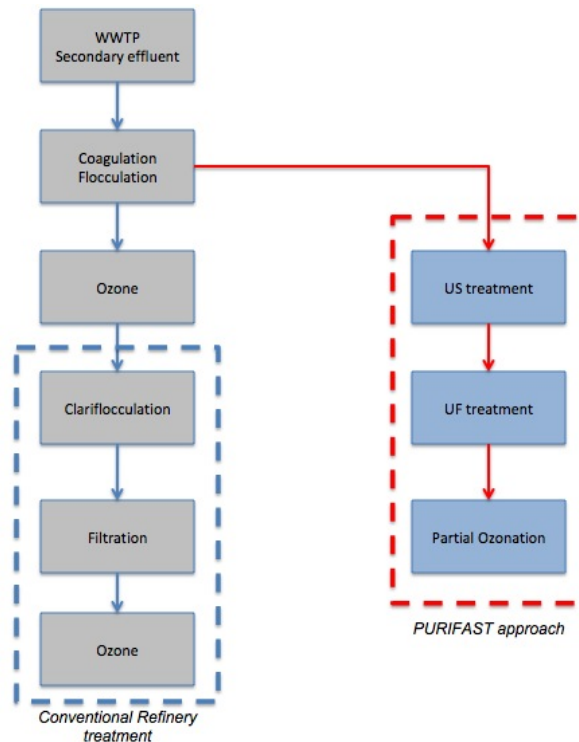 WWTP
Secondary effluent
Coagulation
Flocculation
Ozone
US treatment
Clariflocculation
UF treatment
Filtration
Partial Ozonation
Ozone
PURIFAST approach
Conventional Refinery
treatment